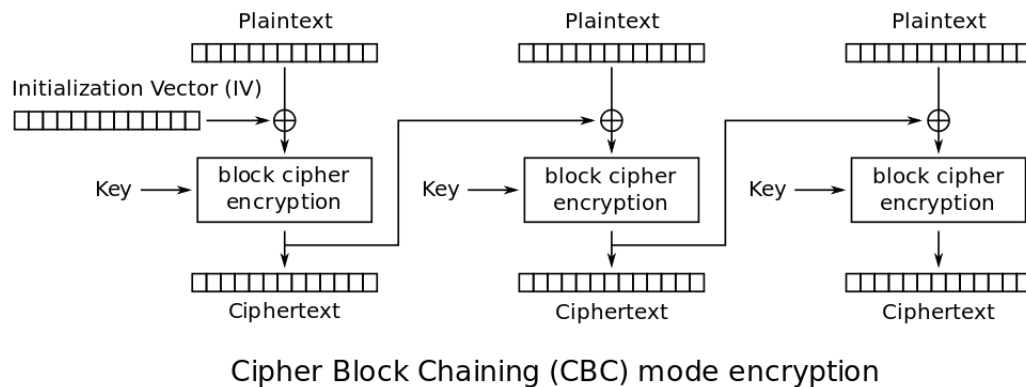 Plaintext Plaintext Plaintext
Initialization Vector (IV)
block cipher block cipher block cipher
Key Key Key
encryption encryption encryption
Ciphertext Ciphertext Ciphertext
Cipher Block Chaining (CBC) mode encryption